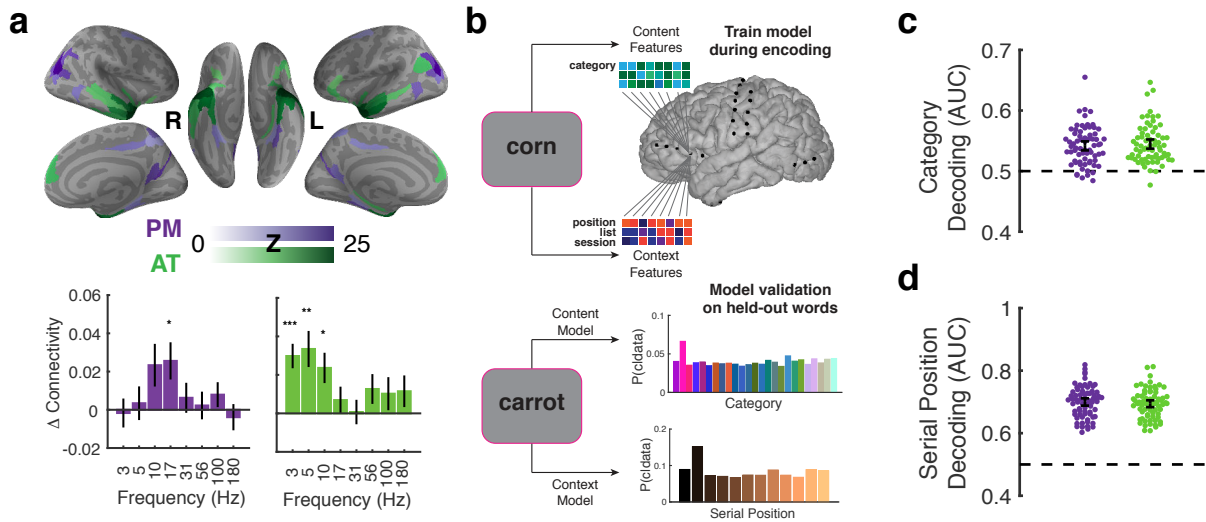 a
R
L
PM
AT
0
Z
25
Δ Connectivity
0.06
0.04
0.02
0
-0.02
*
***
**
*
3
5
10
17
31
56
100
180
Frequency (Hz)
3
5
10
17
31
56
100
180
Frequency (Hz)
b
Content
Features
category
Train model
during encoding
corn
position
list
session
Context
Features
Model validation
on held-out words
Content
Model
carrot
Context
Model
P(c|data)
0.1
0.05
0
Category
P(c|data)
0.2
0.1
0
Serial Position
c
Category
Decoding (AUC)
0.7
0.6
0.5
0.4
d
Serial Position
Decoding (AUC)
1
0.8
0.6
0.4